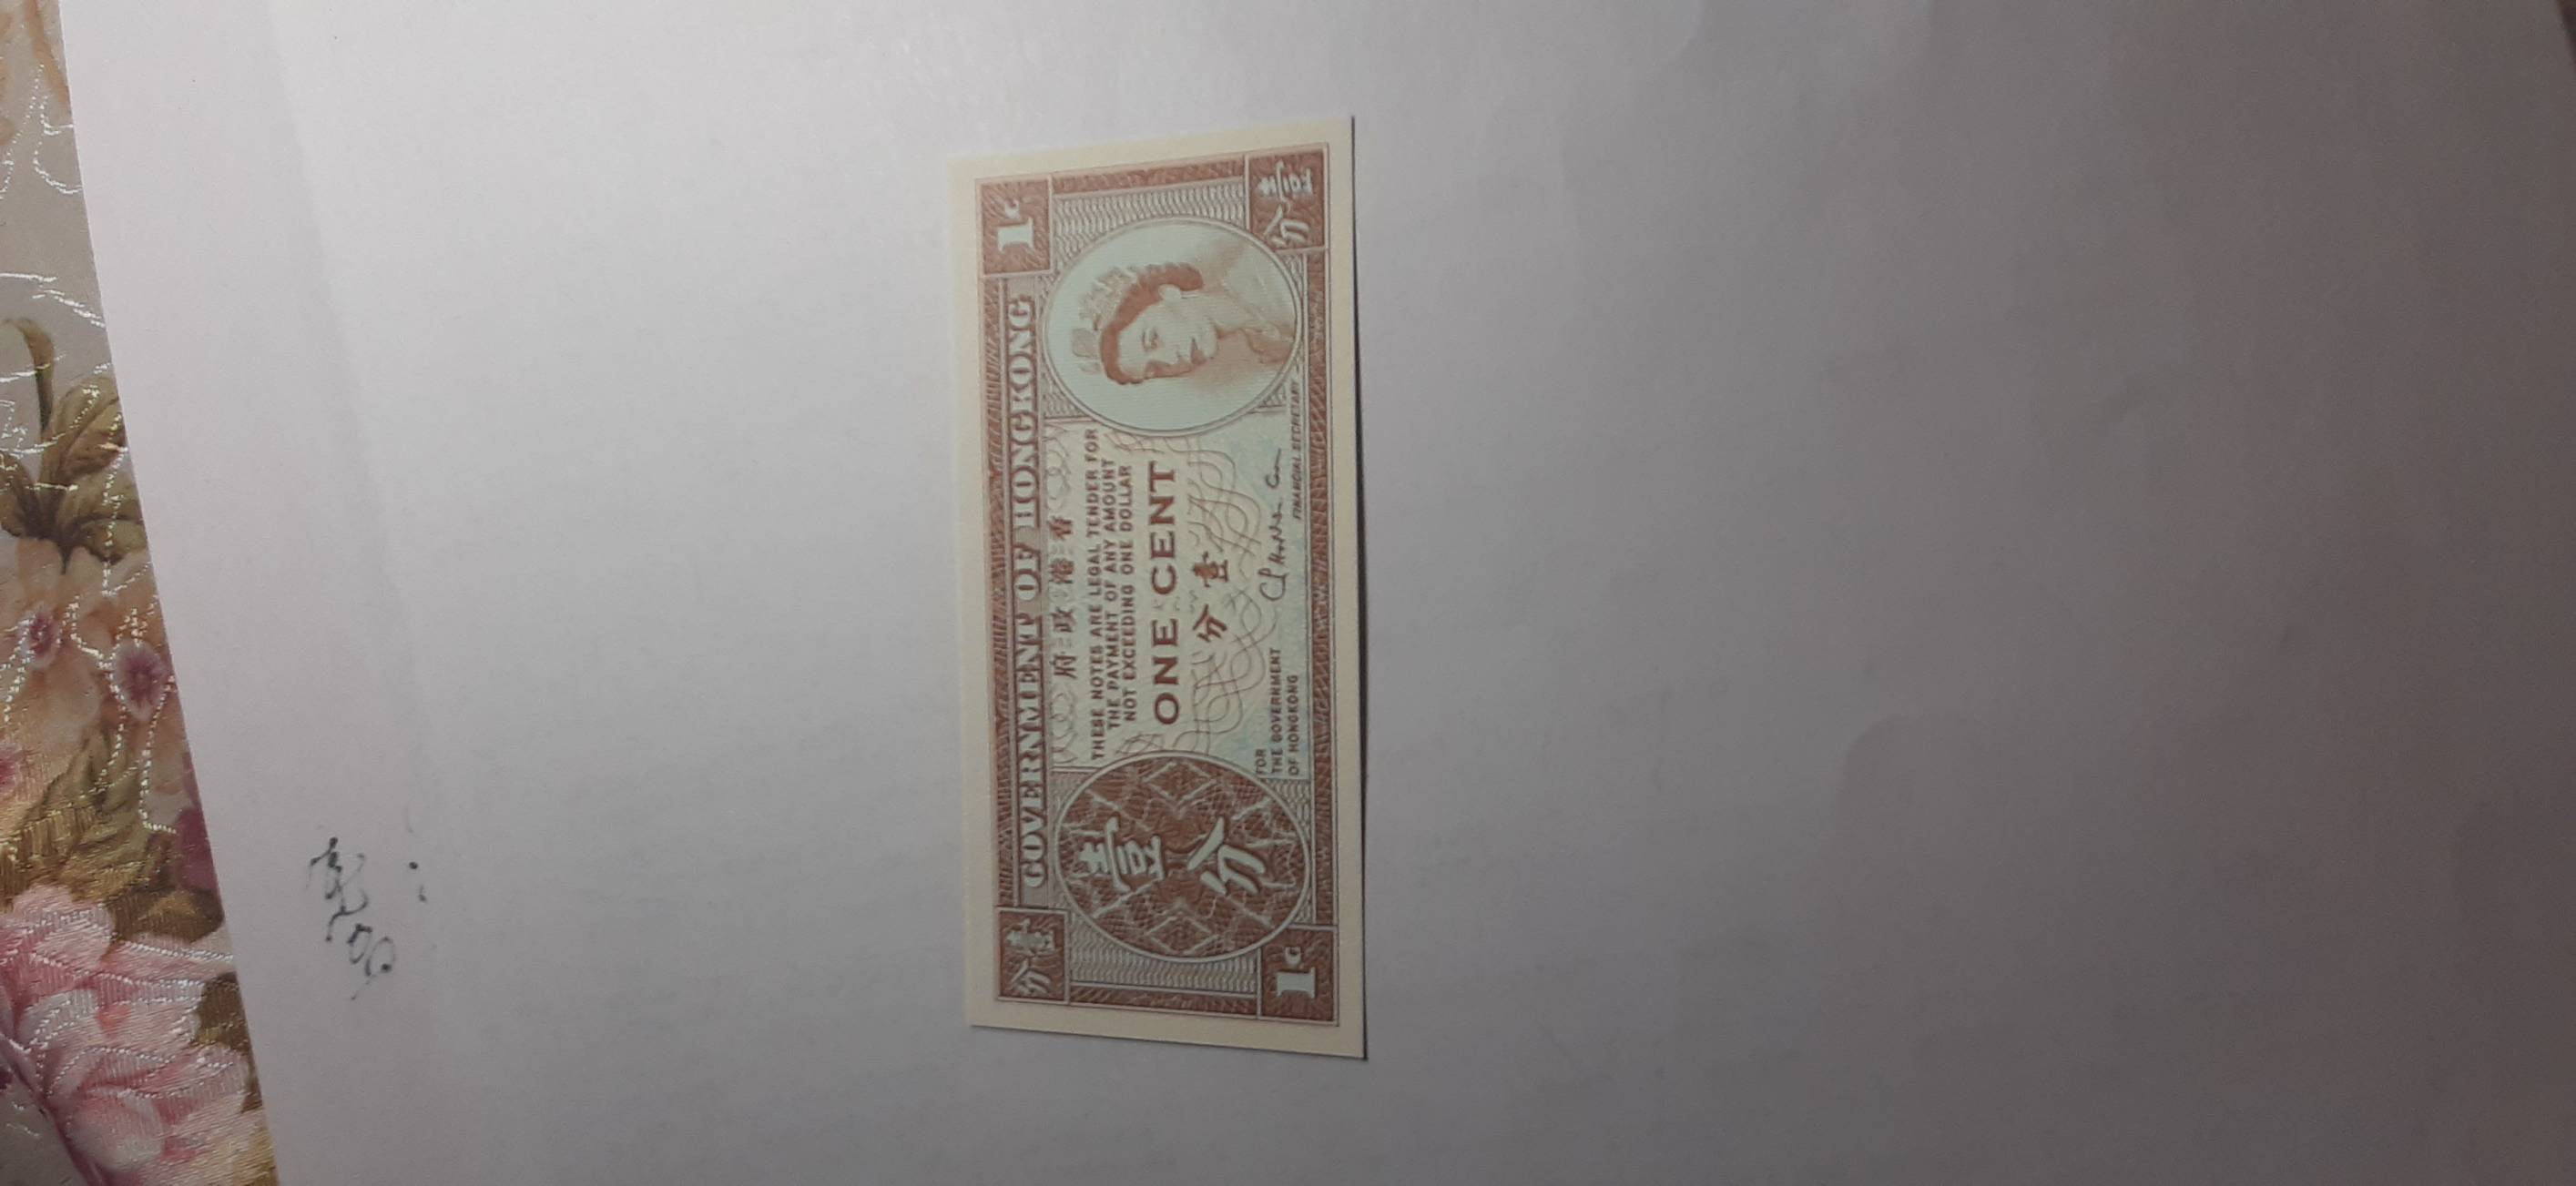 1¢
GOVERNMENT OF HONGKONG
壹分
府政港香
THESE NOTES ARE LEGAL TENDER FOR
THE PAYMENT OF ANY AMOUNT
NOT EXCEEDING ONE DOLLAR
ONE CENT
分壹
壹
分
FOR
THE GOVERNMENT
OF HONGKONG
FINANCIAL SECRETARY
1¢
壹分